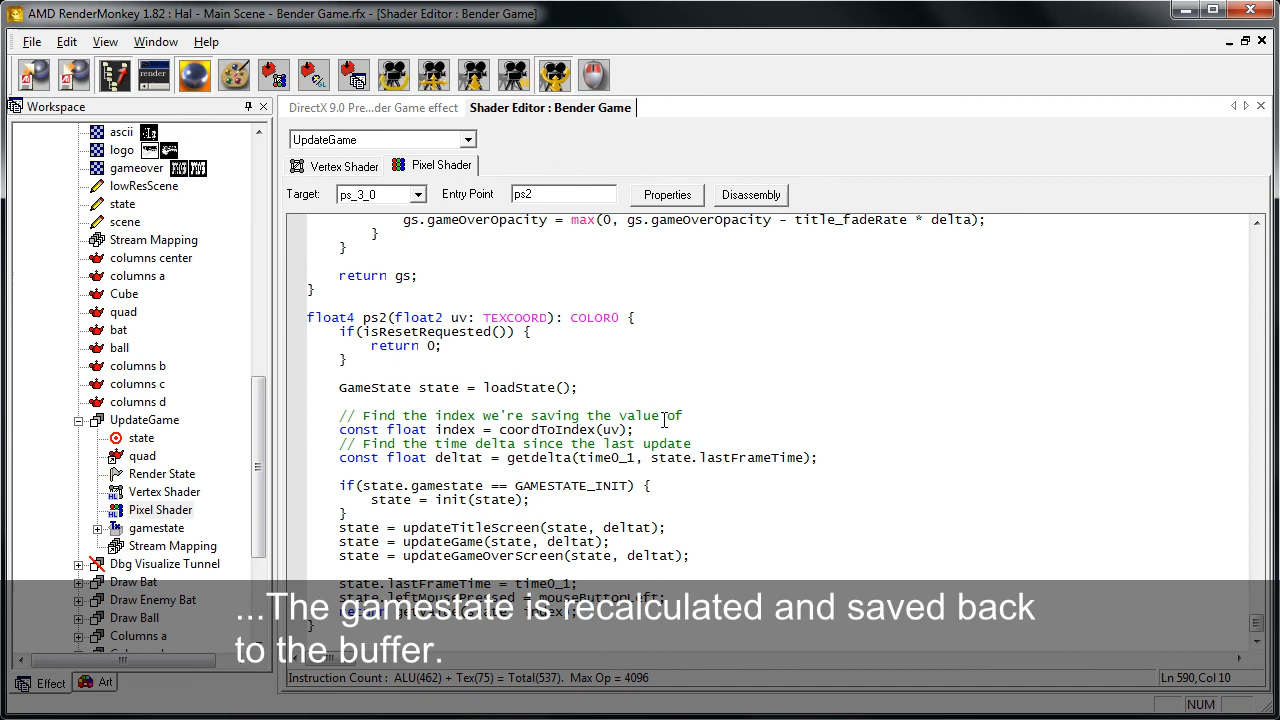 AMD RenderMonkey 1.82 : Hal - Main Scene - Bender Game.rfx - [Shader Editor : Bender Game]
File Edit View Window Help
render
Workspace
DirectX 9.0 Pre...der Game effect Shader Editor : Bender Game
UpdateGame
Vertex Shader Pixel Shader
Target: ps_3_0 Entry Point ps2 Properties Disassembly
ascii
logo
gameover
lowResScene
state
scene
Stream Mapping
columns center
columns a
Cube
quad
bat
ball
columns b
columns c
columns d
UpdateGame
state
quad
Render State
Vertex Shader
Pixel Shader
gamestate
Stream Mapping
Dbg Visualize Tunnel
Draw Bat
Draw Enemy Bat
Draw Ball
Columns a
Effect Art
gs.gameOverOpacity = max(0, gs.gameOverOpacity - title_fadeRate * delta);
}
}
return gs;
}
float4 ps2(float2 uv: TEXCOORD): COLOR0 {
if(isResetRequested()) {
return 0;
}
GameState state = loadState();
// Find the index we're saving the value of
const float index = coordToIndex(uv);
// Find the time delta since the last update
const float deltat = getdelta(time0_1, state.lastFrameTime);
if(state.gamestate == GAMESTATE_INIT) {
state = init(state);
}
state = updateTitleScreen(state, deltat);
state = updateGame(state, deltat);
state = updateGameOverScreen(state, deltat);
state.lastFrameTime = time0_1;
state.leftMousePressed = mouseButtonLeft;
}
...The gamestate is recalculated and saved back
to the buffer.
Instruction Count : ALU(462) + Tex(75) = Total(537). Max Op = 4096 Ln 590,Col 10
NUM